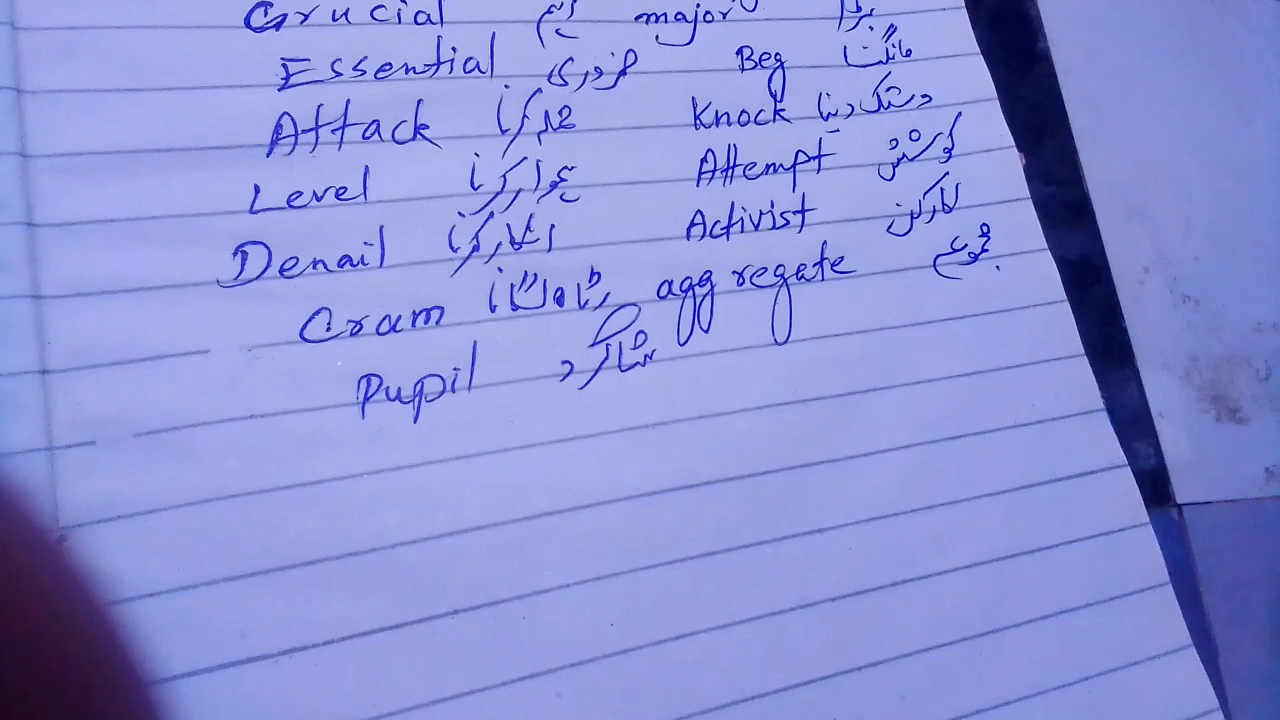 Crucial اہم major بڑا
Essential ضروری Beg مانگنا
Attack حملہ کرنا Knock دستک دینا
Level ہموار کرنا Attempt کوشش
Denail انکار کرنا Activist کارکن
Cram رٹا لگانا aggregate مجموعہ
Pupil شاگرد